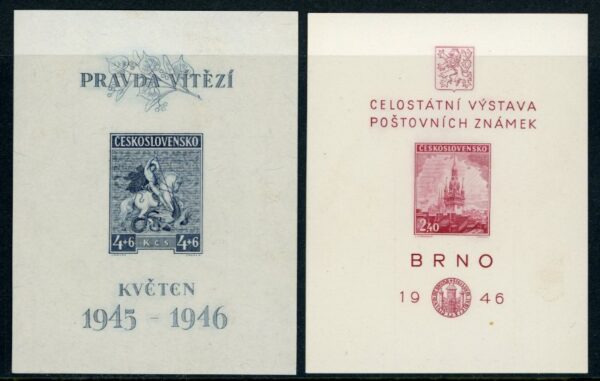 PRAVDA VÍTĚZÍ
ČESKOSLOVENSKO
4+6 KČS 4+6
KVĚTEN
1945 - 1946
CELOSTÁTNÍ VÝSTAVA
POŠTOVNÍCH ZNÁMEK
ČESKOSLOVENSKO
2,40
BRNO
19 46